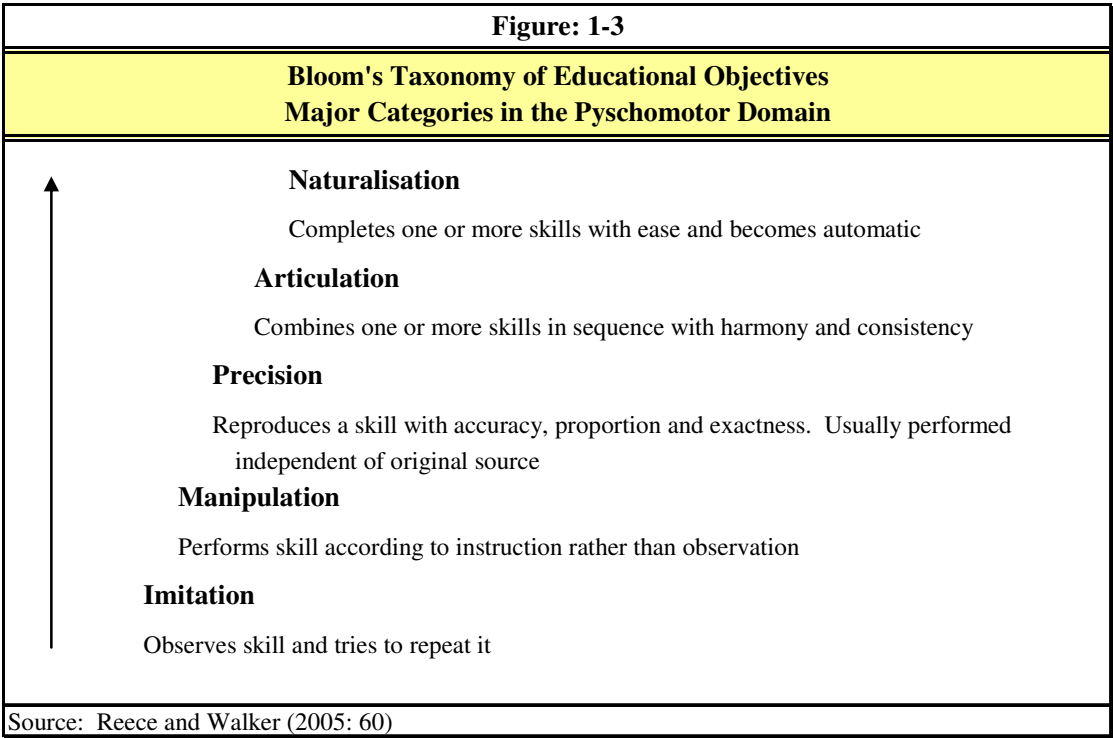 Figure: 1-3
Bloom's Taxonomy of Educational Objectives
Major Categories in the Pyschomotor Domain
Naturalisation
Completes one or more skills with ease and becomes automatic
Articulation
Combines one or more skills in sequence with harmony and consistency
Precision
Reproduces a skill with accuracy, proportion and exactness.  Usually performed
independent of original source
Manipulation
Performs skill according to instruction rather than observation
Imitation
Observes skill and tries to repeat it
Source:  Reece and Walker (2005: 60)